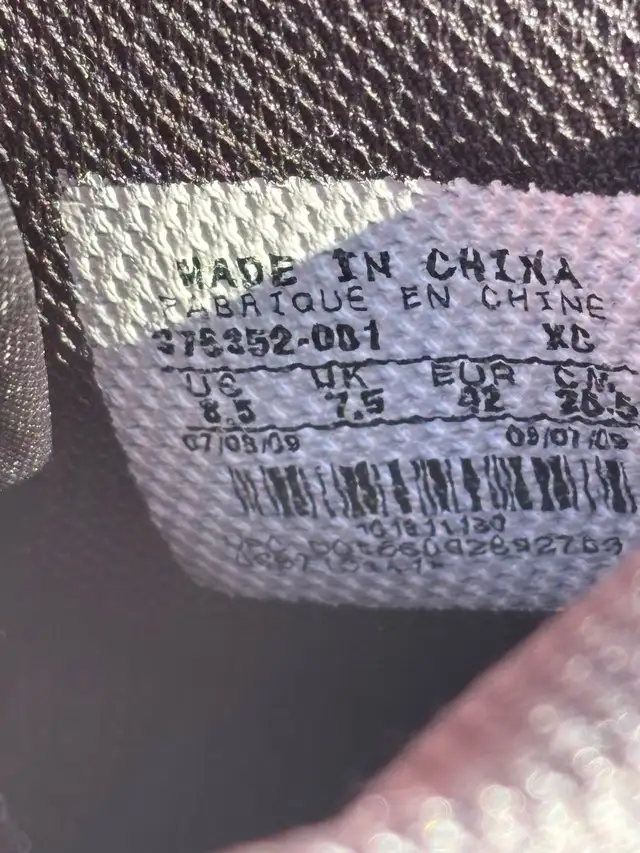 MADE IN CHINA
FABRIQUE EN CHINE
375352-001 XC
US UK EUR CM
8.5 7.5 42 26.5
07/08/09 09/07/09